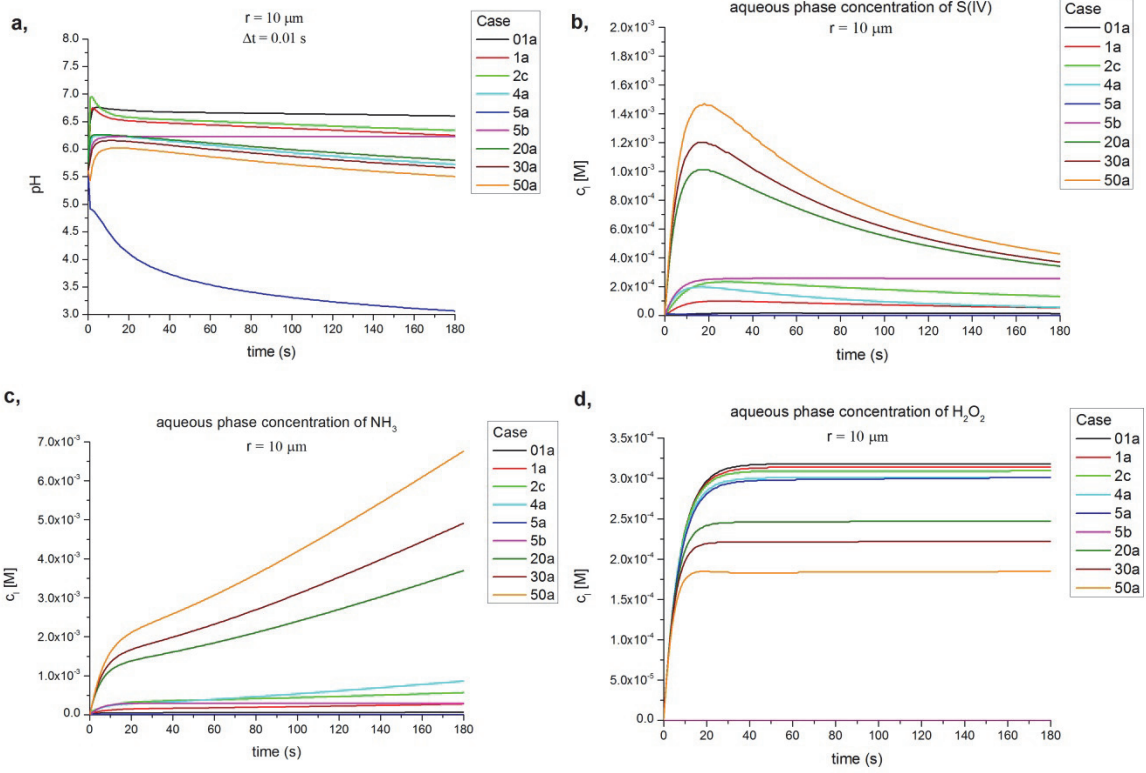 a,
r = 10 μm
Δt = 0.01 s
7.0
6.5
6.0
5.5
5.0
4.5
4.0
3.5
3.0
7.5
pH
0 20 40 60 80 100 120 140 160 180
time (s)
Case
01a
1a
2c
4a
5a
5b
20a
30a
50a
b,
aqueous phase concentration of S(IV)
r = 10 μm
2.0x10⁻³
1.8x10⁻³
1.6x10⁻³
1.4x10⁻³
1.2x10⁻³
1.0x10⁻³
8.0x10⁻⁴
6.0x10⁻⁴
4.0x10⁻⁴
2.0x10⁻⁴
0.0
cᵢ [M]
0 20 40 60 80 100 120 140 160 180
time (s)
Case
01a
1a
2c
4a
5a
5b
20a
30a
50a
c,
aqueous phase concentration of NH₃
r = 10 μm
7.0x10⁻³
6.0x10⁻³
5.0x10⁻³
4.0x10⁻³
3.0x10⁻³
2.0x10⁻³
1.0x10⁻³
0.0
cᵢ [M]
0 20 40 60 80 100 120 140 160 180
time (s)
Case
01a
1a
2c
4a
5a
5b
20a
30a
50a
d,
aqueous phase concentration of H₂O₂
r = 10 μm
3.5x10⁻⁴
3.0x10⁻⁴
2.5x10⁻⁴
2.0x10⁻⁴
1.5x10⁻⁴
1.0x10⁻⁴
5.0x10⁻⁵
0.0
cᵢ [M]
0 20 40 60 80 100 120 140 160 180
time (s)
Case
01a
1a
2c
4a
5a
5b
20a
30a
50a